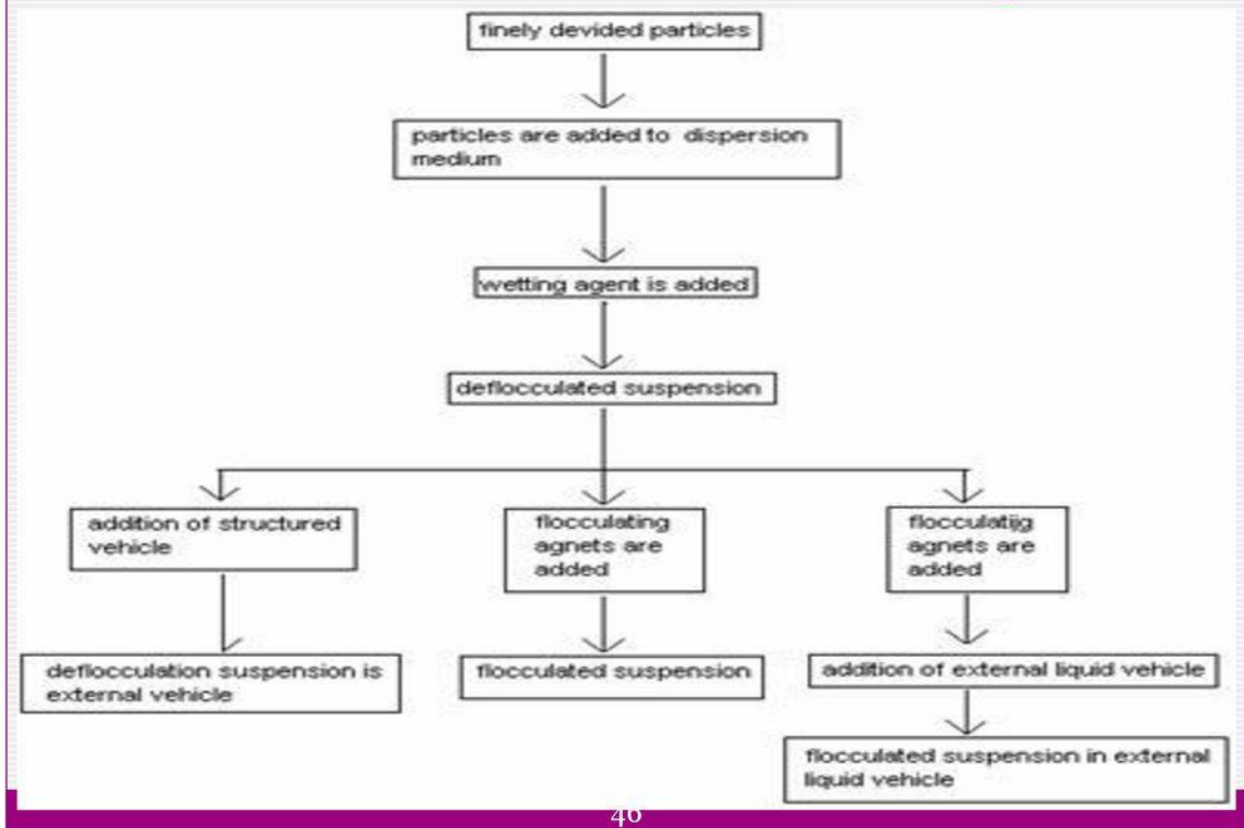 finely devided particles
particles are added to dispersion
medium
wetting agent is added
deflocculated suspension
addition of structured
vehicle
flocculating
agnets are
added
flocculatijg
agnets are
added
deflocculation suspension is
external vehicle
flocculated suspension
addition of external liquid vehicle
flocculated suspension in external
liquid vehicle
46